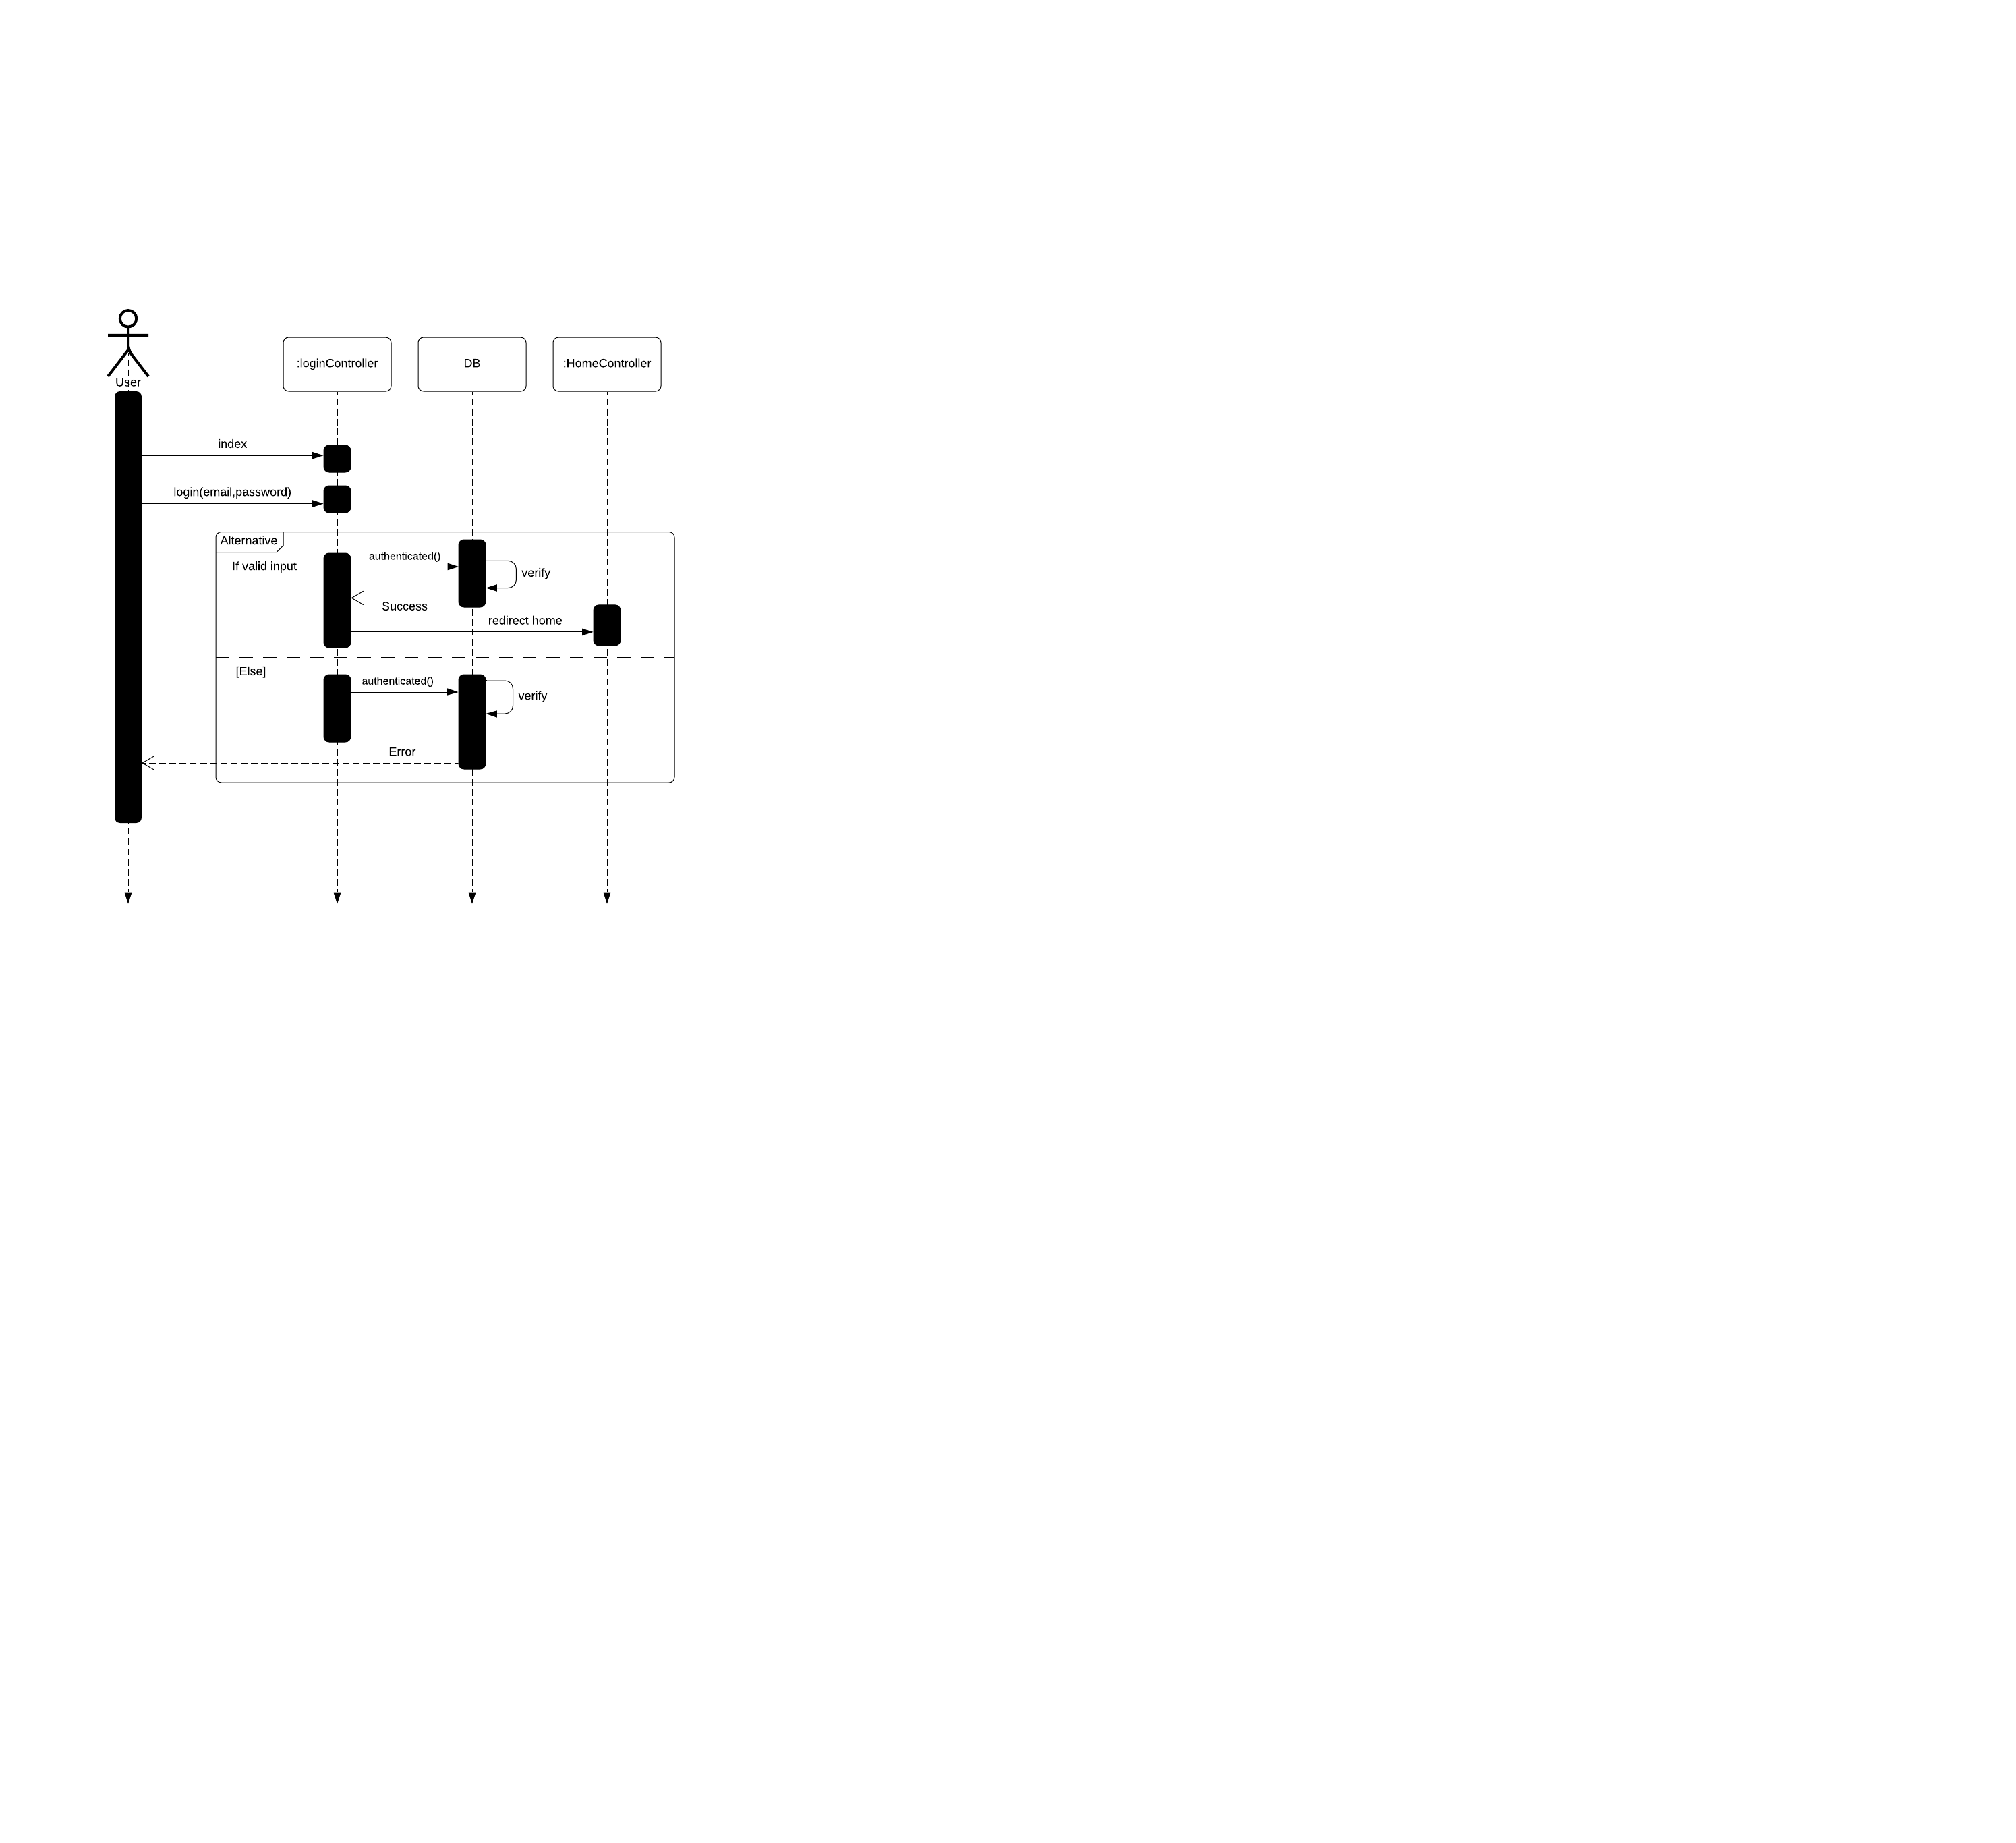 User
:loginController
DB
:HomeController
index
login(email,password)
Alternative
If valid input
authenticated()
verify
Success
redirect home
[Else]
authenticated()
verify
Error